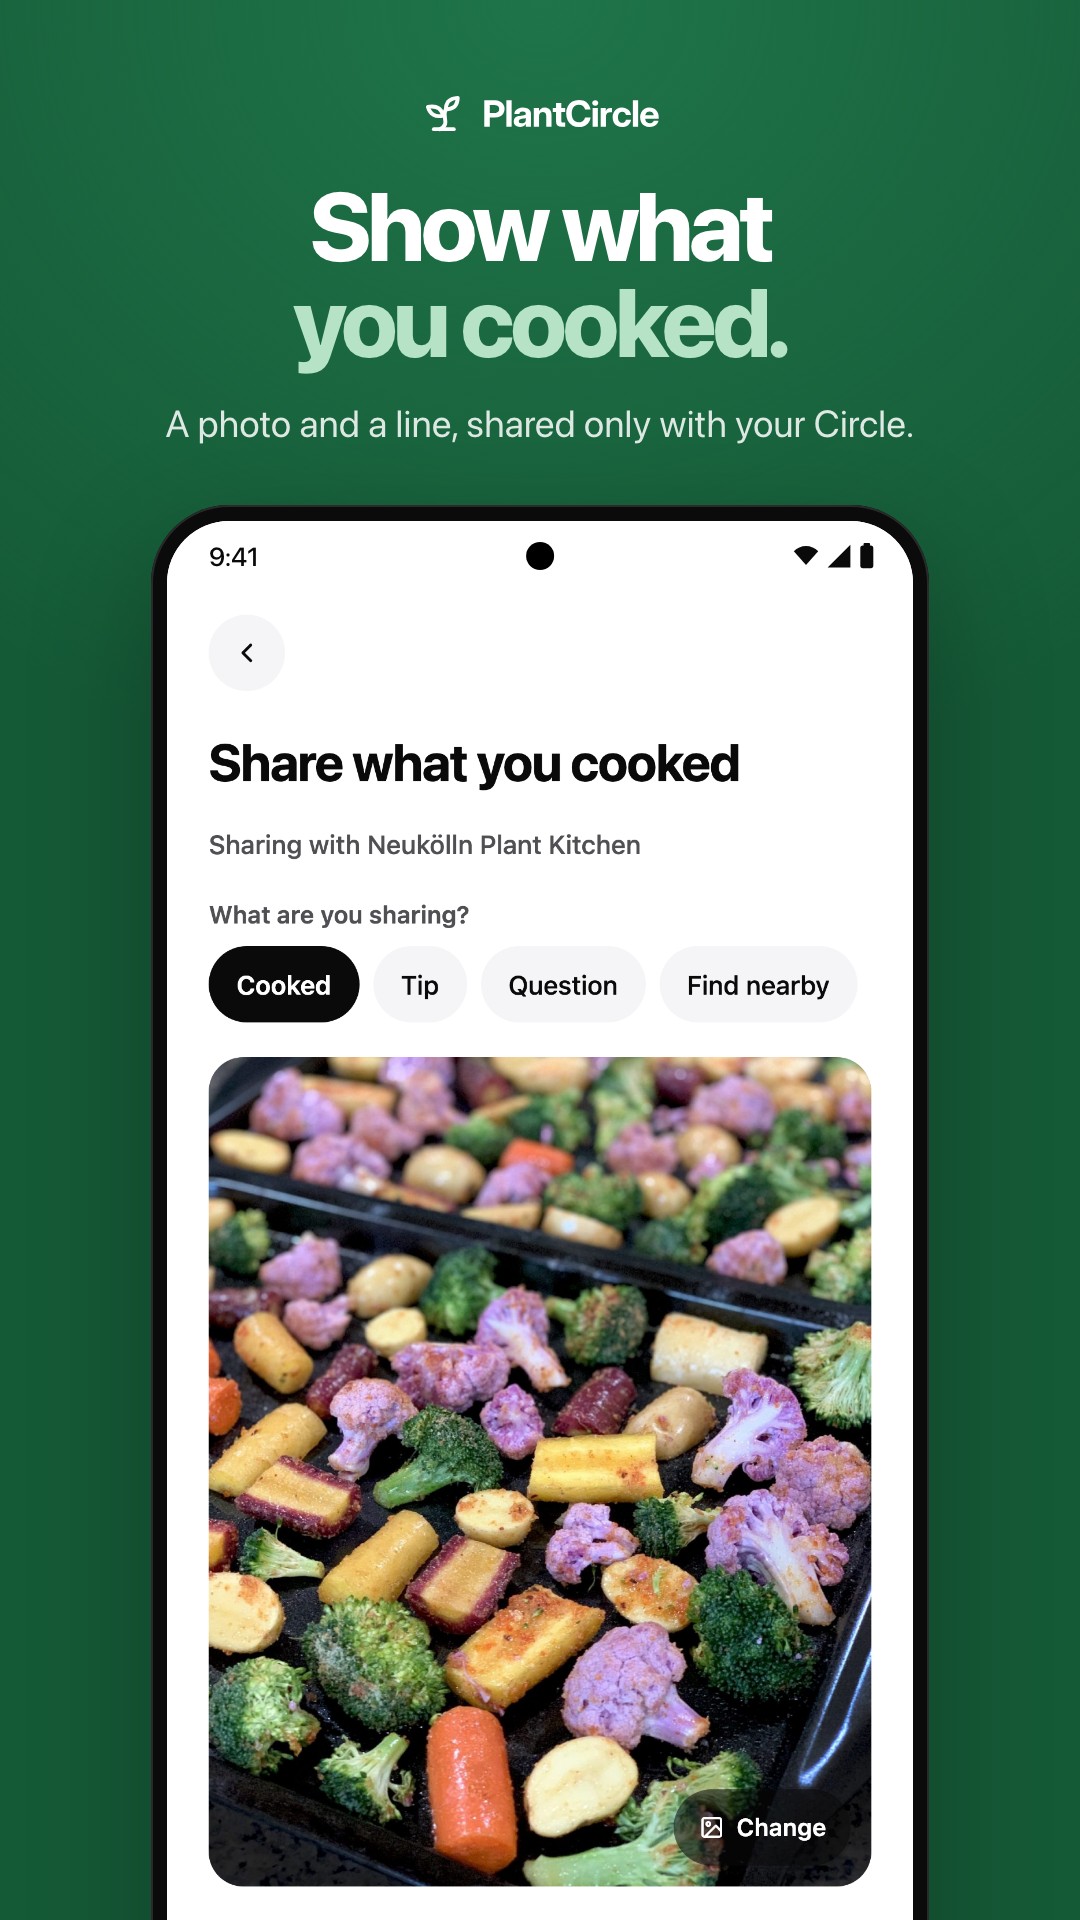 PlantCircle
Show what
you cooked.
A photo and a line, shared only with your Circle.
9:41
Share what you cooked
Sharing with Neukölln Plant Kitchen
What are you sharing?
Cooked Tip Question Find nearby
Change